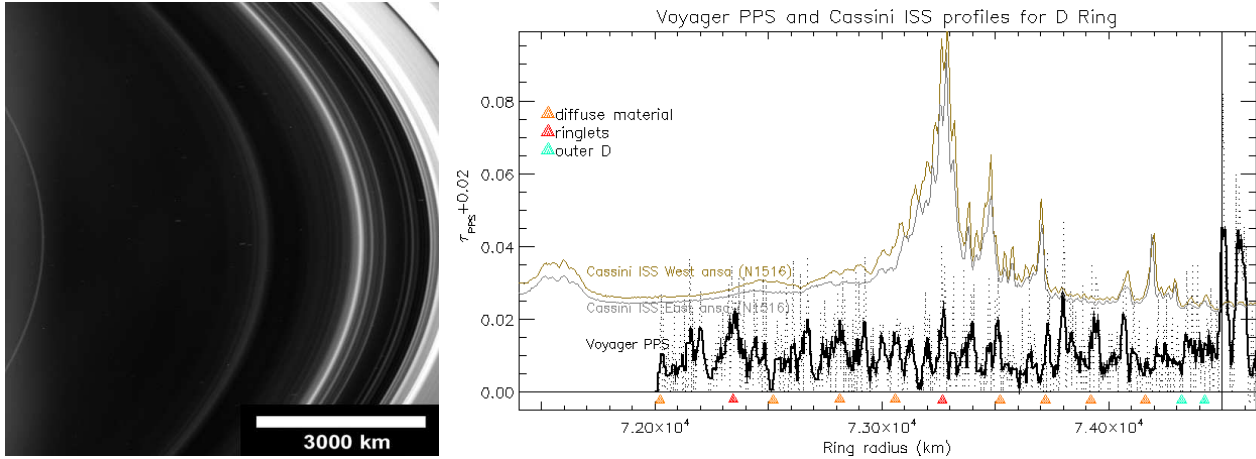 3000 km
Voyager PPS and Cassini ISS profiles for D Ring
diffuse material
ringlets
outer D
τPPS+0.02
0.08
0.06
0.04
0.02
0.00
Cassini ISS West ansa (N1516)
Cassini ISS East ansa (N1516)
Voyager PPS
7.20×10⁴
7.30×10⁴
7.40×10⁴
Ring radius (km)